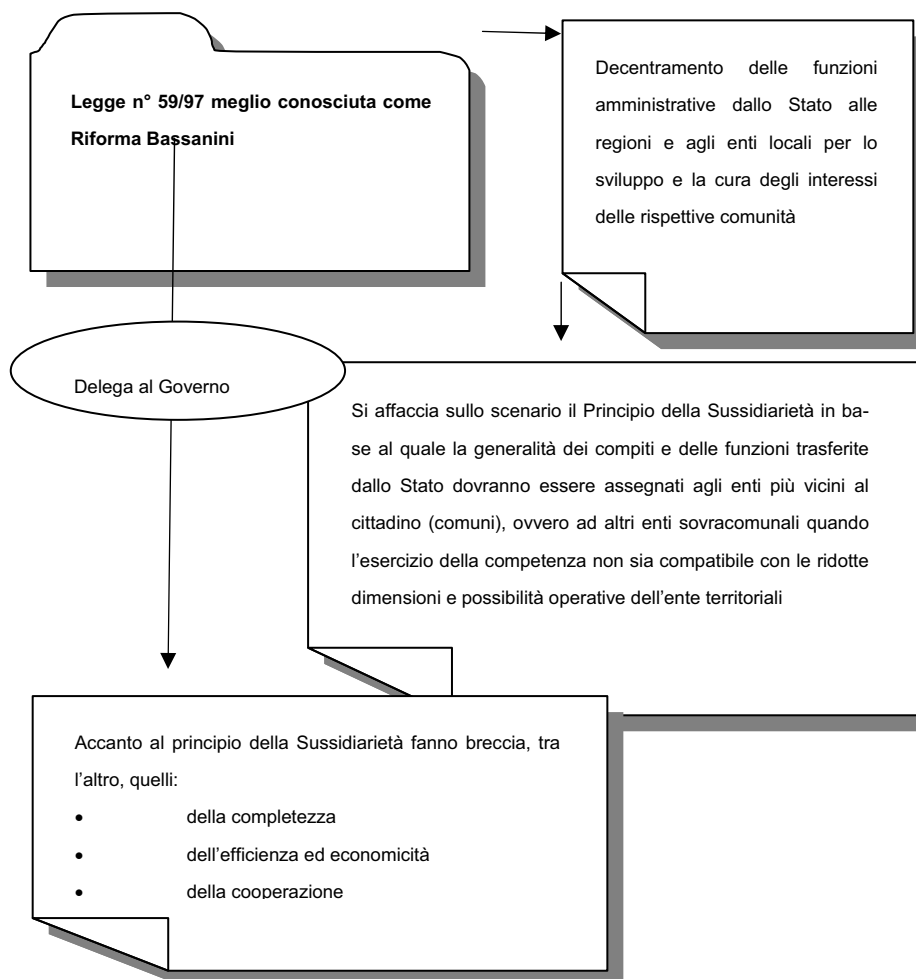 Legge n° 59/97 meglio conosciuta come
Riforma Bassanini
Decentramento delle funzioni
amministrative dallo Stato alle
regioni e agli enti locali per lo
sviluppo e la cura degli interessi
delle rispettive comunità
Delega al Governo
Si affaccia sullo scenario il Principio della Sussidiarietà in ba-
se al quale la generalità dei compiti e delle funzioni trasferite
dallo Stato dovranno essere assegnati agli enti più vicini al
cittadino (comuni), ovvero ad altri enti sovracomunali quando
l’esercizio della competenza non sia compatibile con le ridotte
dimensioni e possibilità operative dell’ente territoriali
Accanto al principio della Sussidiarietà fanno breccia, tra
l’altro, quelli:
• della completezza
• dell’efficienza ed economicità
• della cooperazione